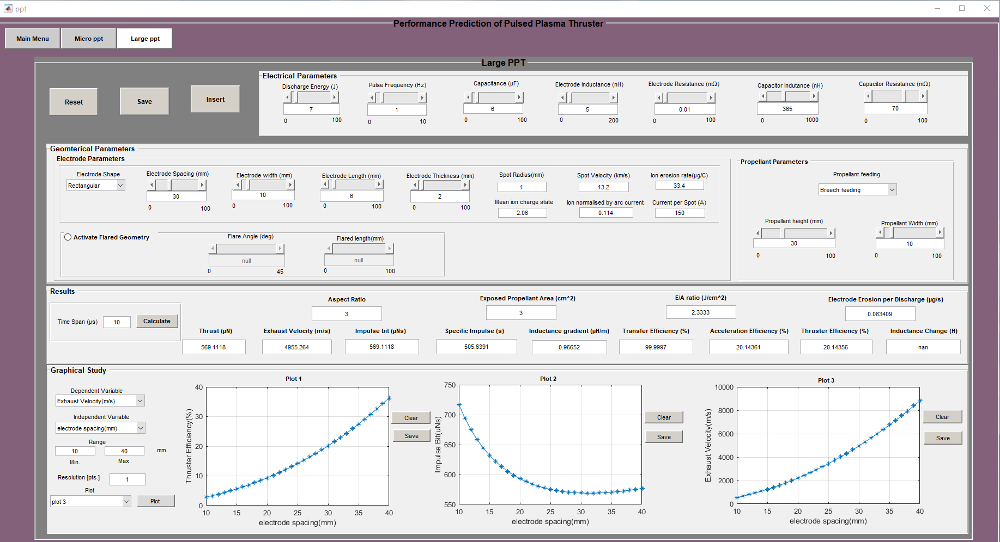 ppt
Performance Prediction of Pulsed Plasma Thruster
Main Menu Micro ppt Large ppt
Large PPT
Reset Save Insert
Electrical Parameters
Discharge Energy (J) Pulse Frequency (Hz) Capacitance (µF) Electrode Inductance (nH) Electrode Resistance (mΩ) Capacitor Indutance (nH) Capacitor Resistance (mΩ)
7 1 6 5 0.01 365 70
0 100 0 10 0 100 0 200 0 100 0 1000 0 100
Geomterical Parameters
Electrode Parameters
Electrode Shape Electrode Spacing (mm) Electrode width (mm) Electrode Length (mm) Electrode Thickness (mm) Spot Radius(mm) Spot Velocity (km/s) Ion erosion rate(µg/C)
Rectangular 30 10 6 2 1 13.2 33.4
0 100 0 100 0 100 0 100
Mean ion charge state Ion normalised by arc current Current per Spot (A)
2.06 0.114 150
Activate Flared Geometry
Flare Angle (deg) Flared length(mm)
null null
0 45 0 100
Propellant Parameters
Propellant feeding
Breech feeding
Propellant height (mm) Propellant Width (mm)
30 10
0 100 0 100
Results
Time Span (µs) 10 Calculate
Aspect Ratio Exposed Propellant Area (cm^2) E/A ratio (J/cm^2) Electrode Erosion per Discharge (µg/s)
3 3 2.3333 0.063409
Thrust (µN) Exhaust Velocity (m/s) Impulse bit (µNs) Specific Impulse (s) Inductance gradient (µH/m) Transfer Efficiency (%) Acceleration Efficiency (%) Thruster Efficiency (%) Inductance Change (H)
569.1118 4955.264 569.1118 505.6391 0.96652 99.9997 20.14361 20.14356 nan
Graphical Study
Dependent Variable
Exhaust Velocity(m/s)
Independent Variable
electrode spacing(mm)
Range
10 40 mm
Min. Max
Resolution [pts.] 1
Plot
plot 3 Plot
Plot 1
Thruster Efficiency(%)
40
30
20
10
0
10 15 20 25 30 35 40
electrode spacing(mm)
Clear
Save
Plot 2
Impulse Bit(uNs)
750
700
650
600
550
10 15 20 25 30 35 40
electrode spacing(mm)
Clear
Save
Plot 3
Exhaust Velocity(m/s)
10000
8000
6000
4000
2000
0
10 15 20 25 30 35 40
electrode spacing(mm)
Clear
Save